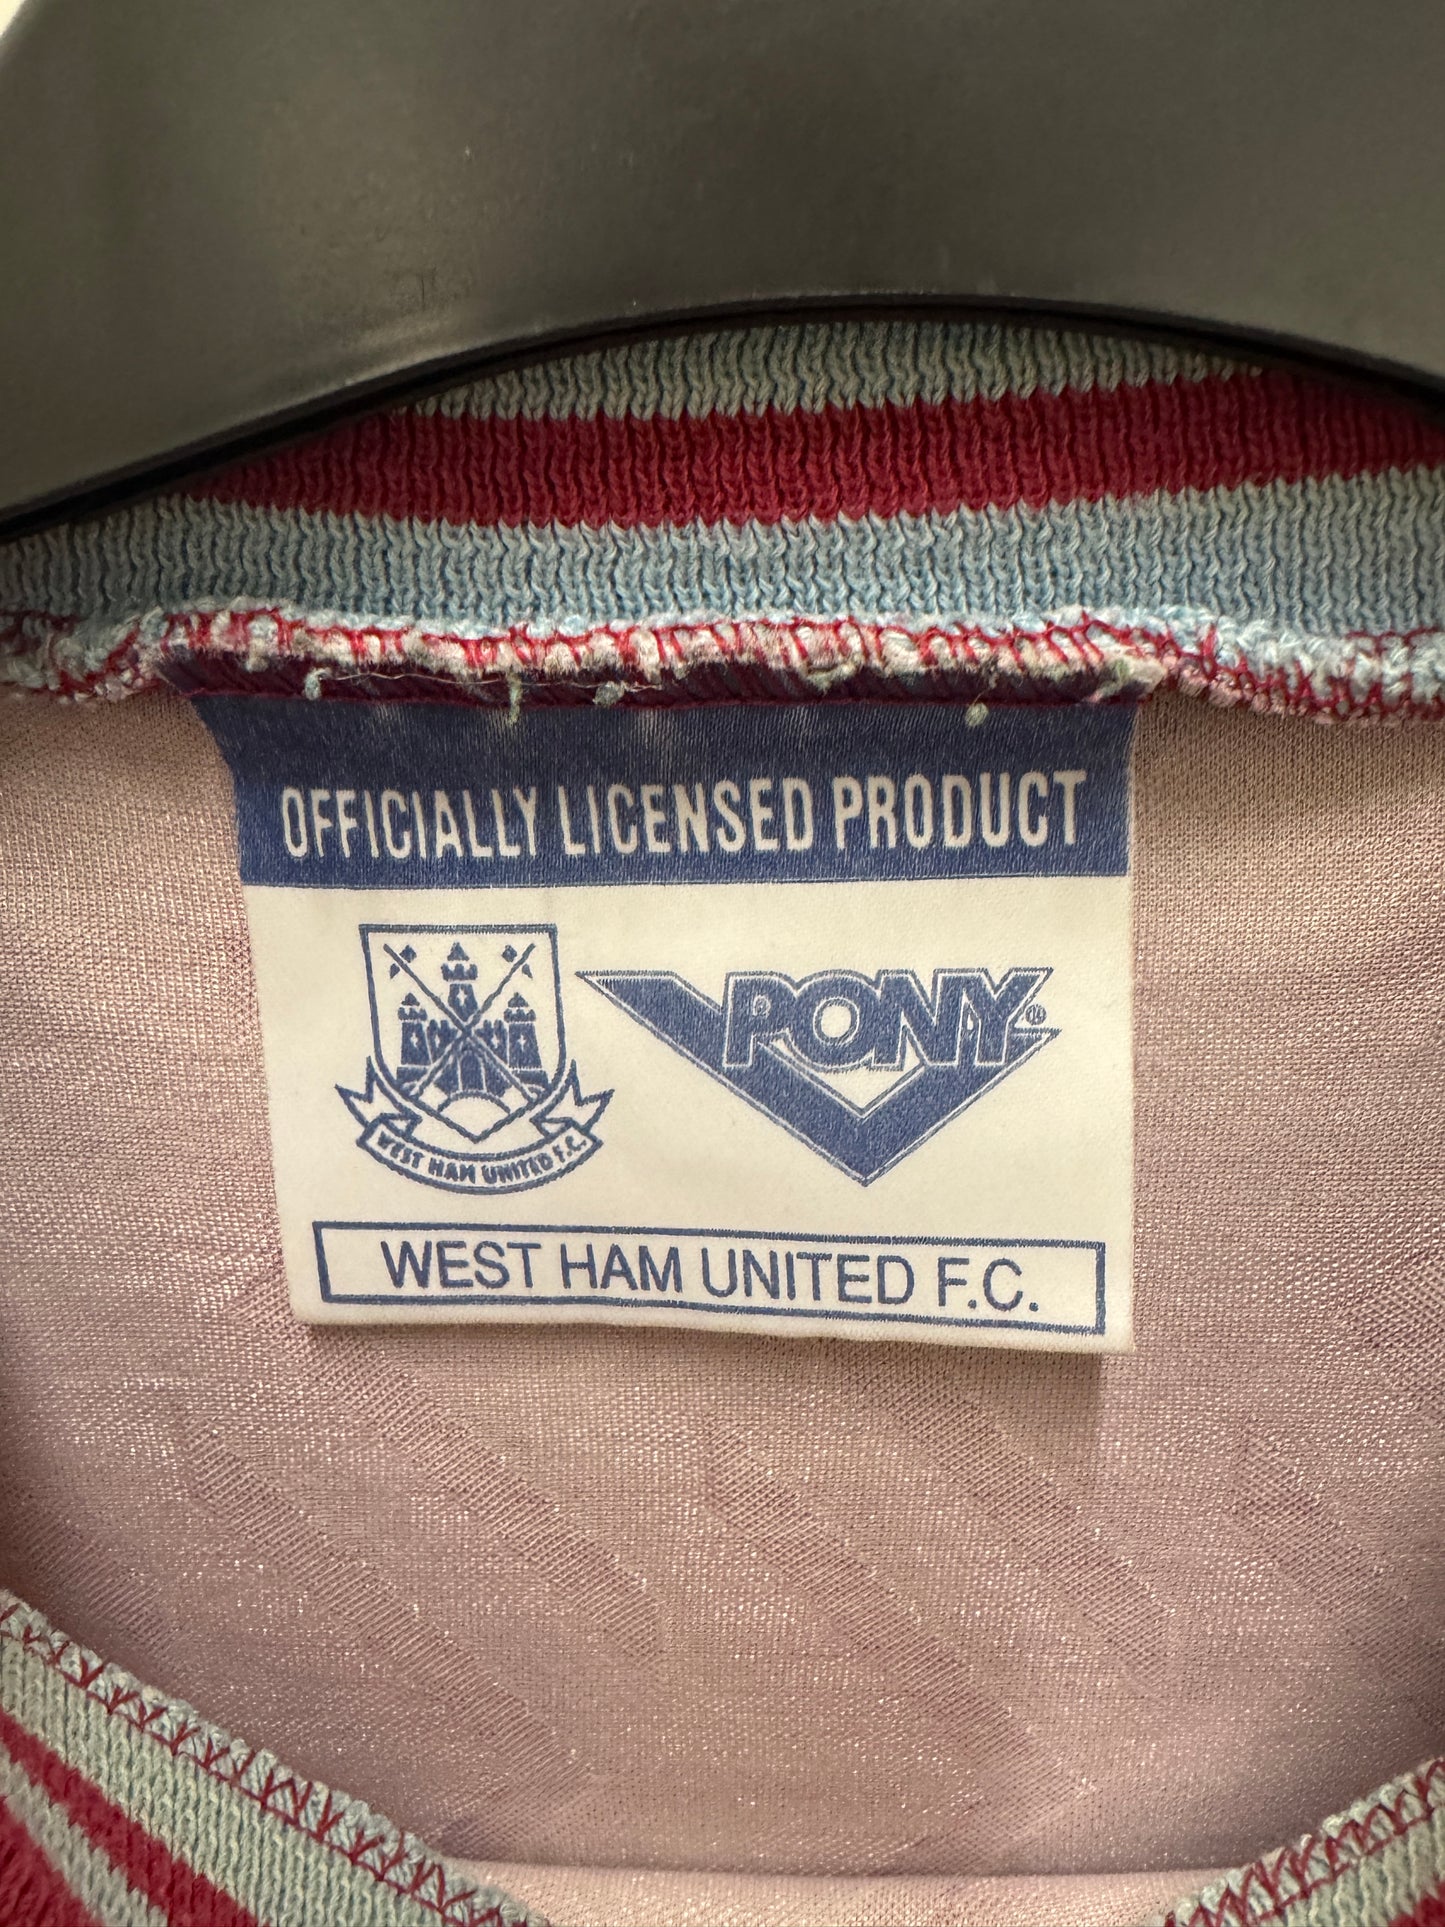 OFFICIALLY LICENSED PRODUCT
WEST HAM UNITED F.C.
PONY®
WEST HAM UNITED F.C.